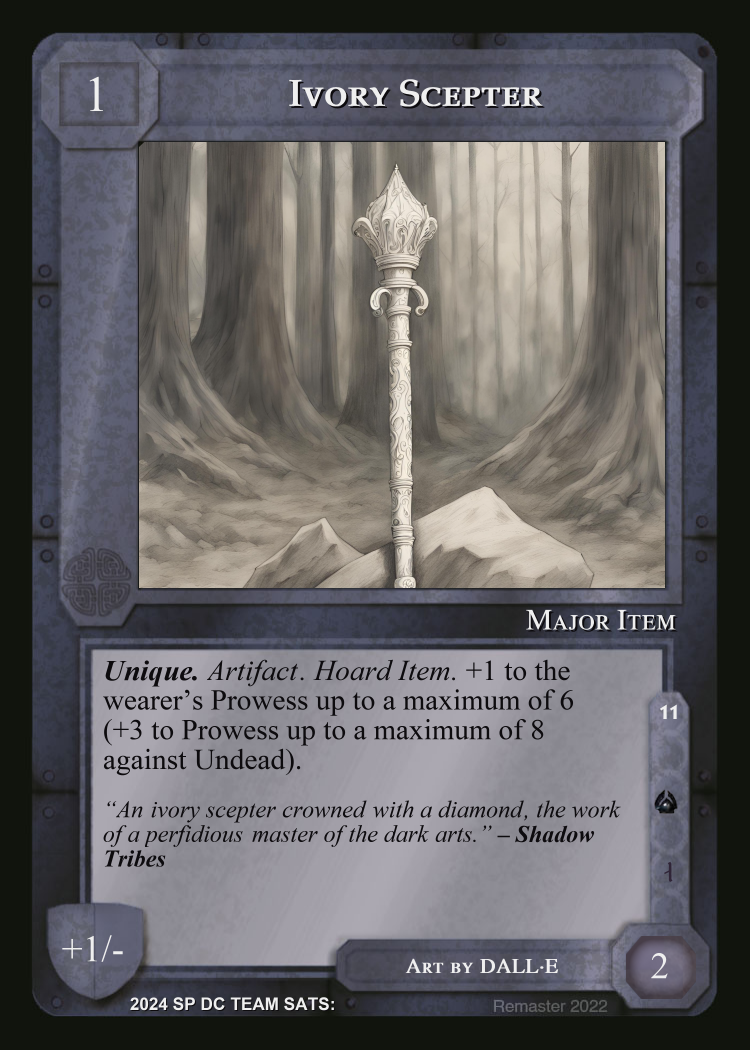 1
Ivory Scepter
Major Item
Unique. Artifact. Hoard Item. +1 to the
wearer's Prowess up to a maximum of 6
(+3 to Prowess up to a maximum of 8
against Undead).
11
“An ivory scepter crowned with a diamond, the work
of a perfidious master of the dark arts.” – Shadow
Tribes
+1/-
Art by DALL·E
2
2024 SP DC TEAM SATS:
Remaster 2022